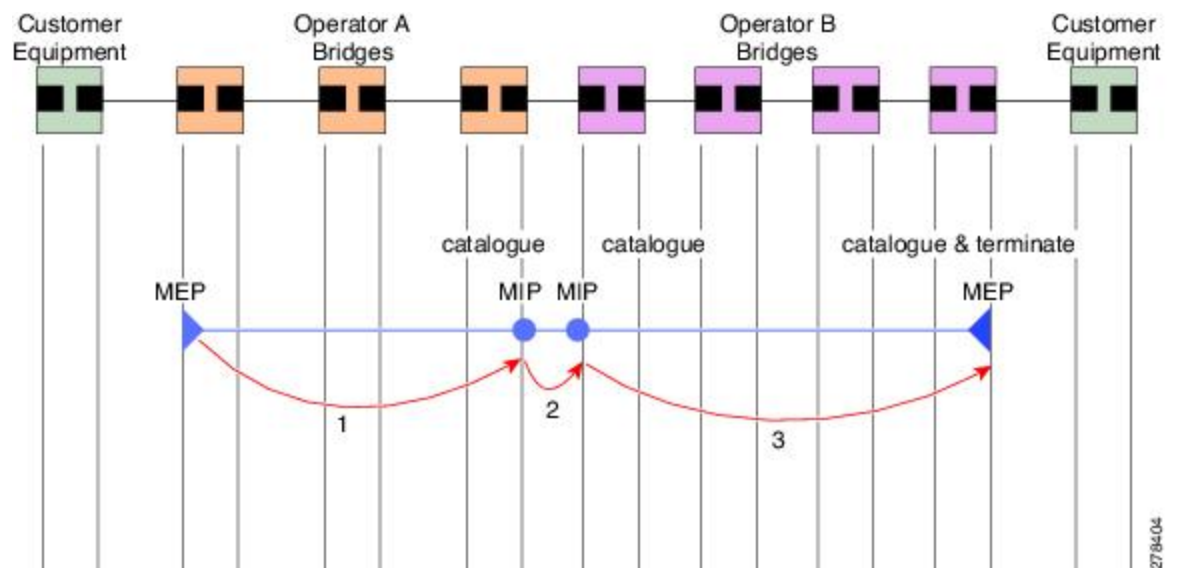 Customer
Equipment
Operator A
Bridges
Operator B
Bridges
Customer
Equipment
catalogue
catalogue
catalogue & terminate
MEP
MIP
MIP
MEP
1
2
3
278404